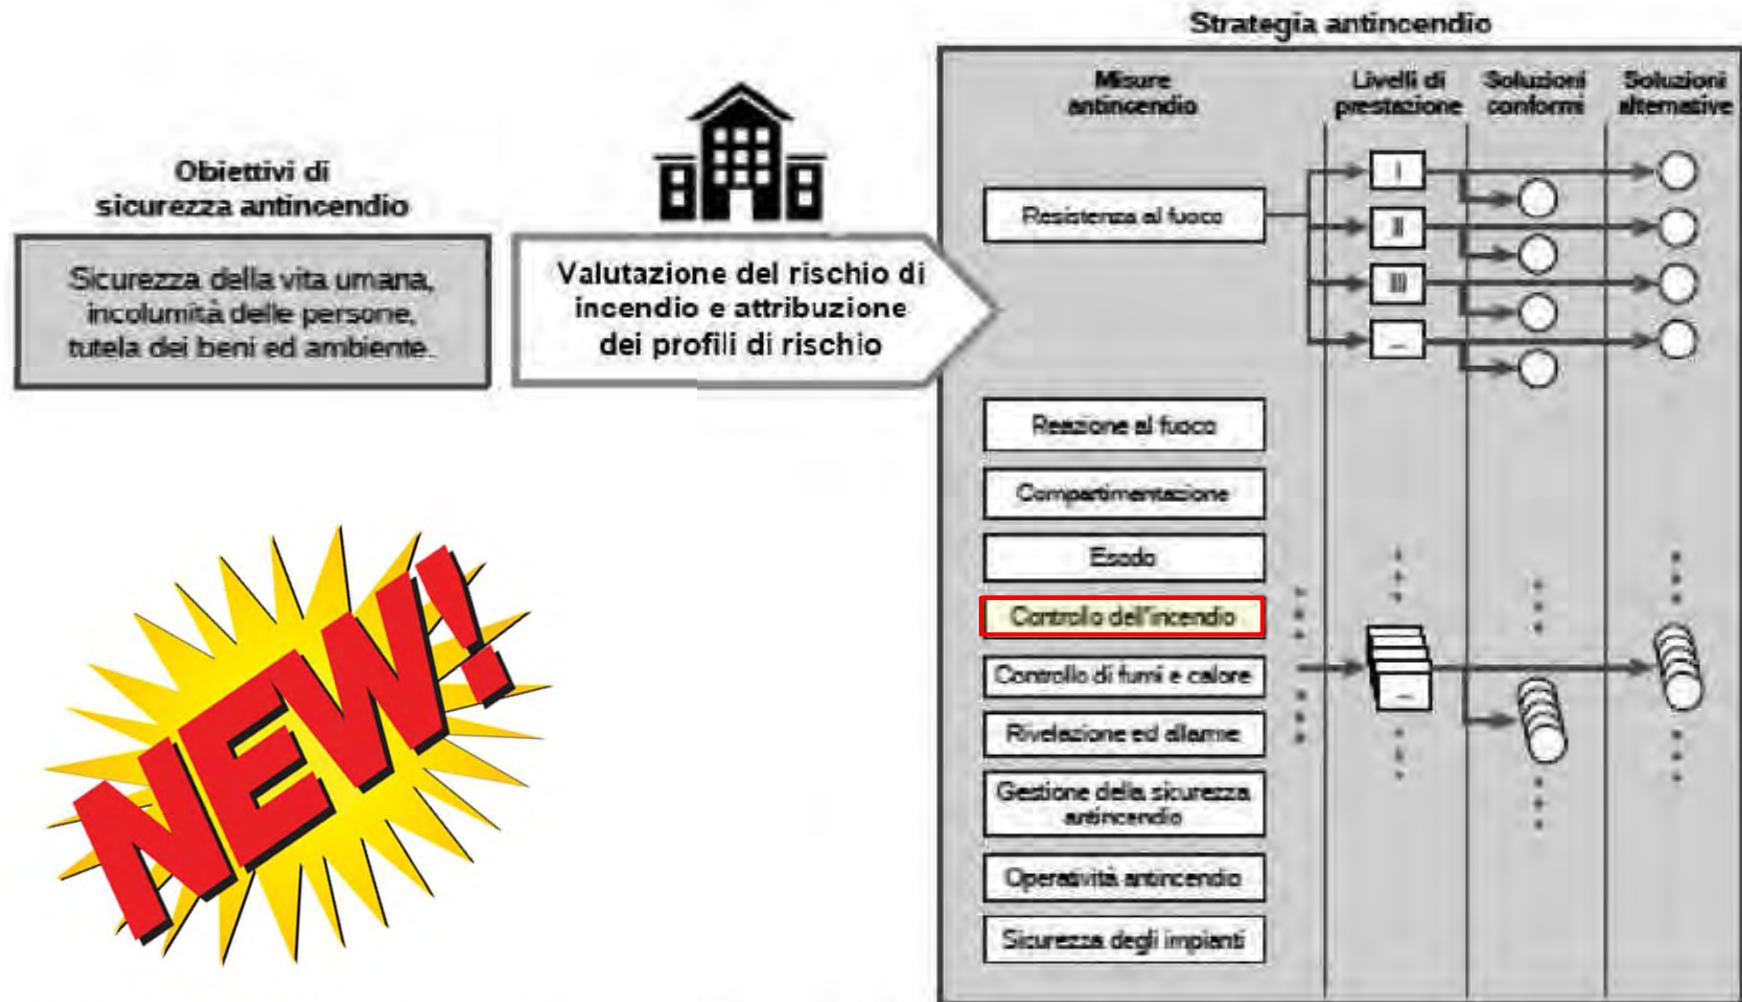 Strategia antincendio
Misure
antincendio
Livelli di
prestazione
Soluzioni
conformi
Soluzioni
alternative
Obiettivi di
sicurezza antincendio
Sicurezza della vita umana,
incolumità delle persone,
tutela dei beni ed ambiente.
Valutazione del rischio di
incendio e attribuzione
dei profili di rischio
Resistenza al fuoco
I
II
III
...
Reazione al fuoco
Compartimentazione
Esodo
Controllo dell'incendio
Controllo di fumi e calore
...
Rivelazione ed allarme
Gestione della sicurezza
antincendio
Operatività antincendio
Sicurezza degli impianti
NEW!